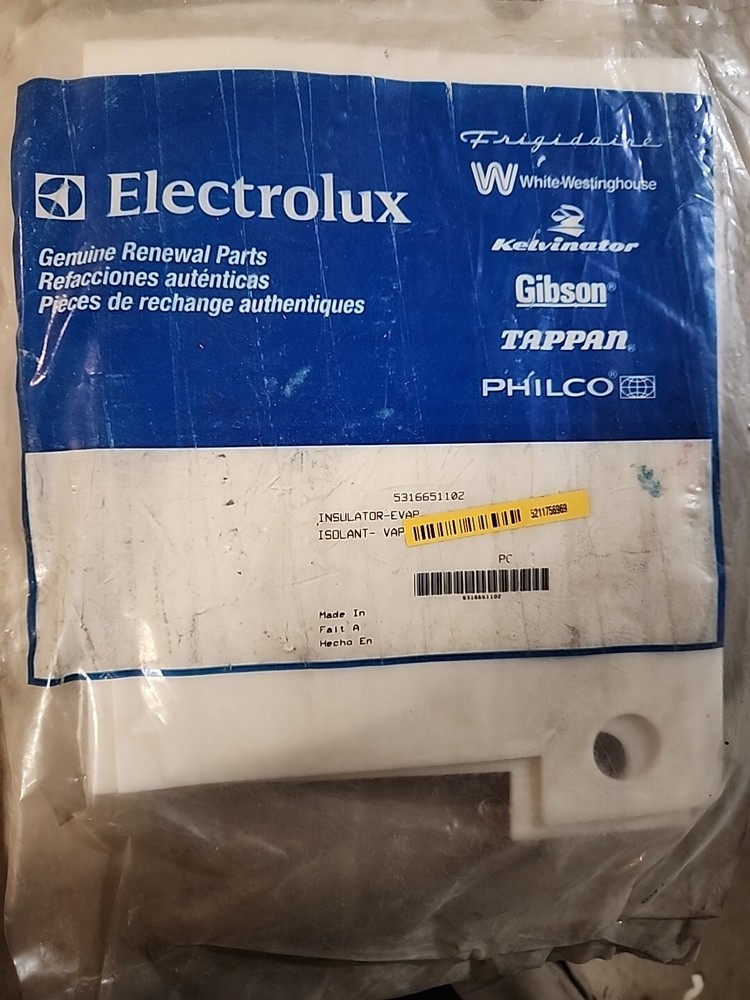 Electrolux
Genuine Renewal Parts
Refacciones auténticas
Pièces de rechange authentiques
Frigidaire
White-Westinghouse
Kelvinator
Gibson®
TAPPAN®
PHILCO®
5316651102
INSULATOR-EVAP
ISOLANT- VAP
5211756969
PC
5316651102
Made In
Fait A
Hecho En